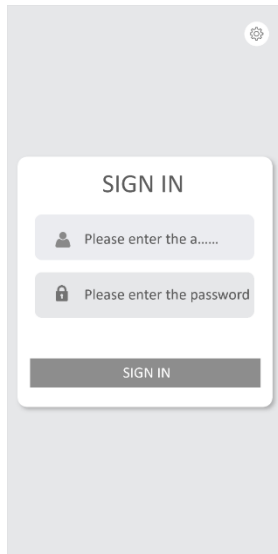 SIGN IN
Please enter the a......
Please enter the password
SIGN IN